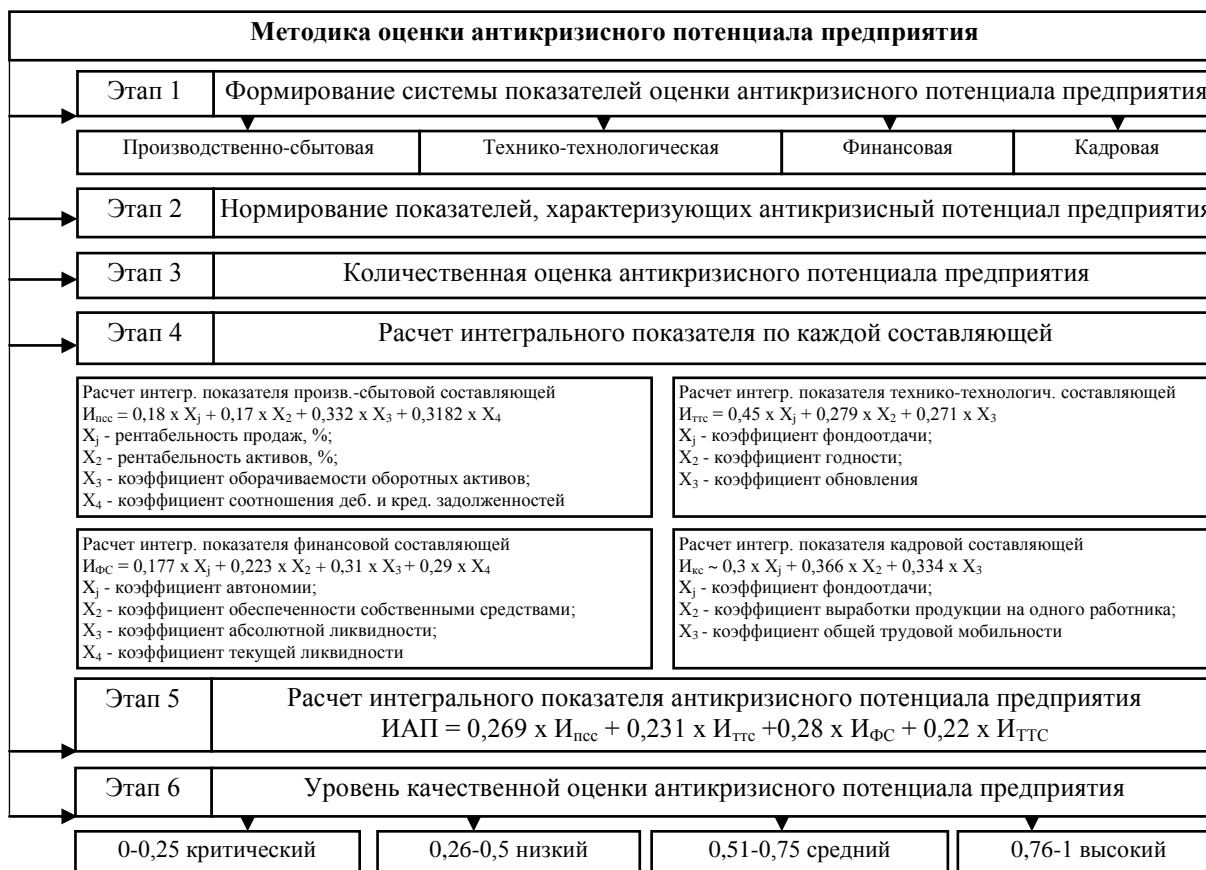 Методика оценки антикризисного потенциала предприятия
Этап 1
Формирование системы показателей оценки антикризисного потенциала предприятия
Производственно-сбытовая
Технико-технологическая
Финансовая
Кадровая
Этап 2
Нормирование показателей, характеризующих антикризисный потенциал предприятия
Этап 3
Количественная оценка антикризисного потенциала предприятия
Этап 4
Расчет интегрального показателя по каждой составляющей
Расчет интегр. показателя произв.-сбытовой составляющей
Ипсс = 0,18 х Xj + 0,17 х X2 + 0,332 х X3 + 0,3182 х X4
Xj - рентабельность продаж, %;
X2 - рентабельность активов, %;
X3 - коэффициент оборачиваемости оборотных активов;
X4 - коэффициент соотношения деб. и кред. задолженностей
Расчет интегр. показателя технико-технологич. составляющей
Иттс = 0,45 х Xj + 0,279 х X2 + 0,271 х X3
Xj - коэффициент фондоотдачи;
X2 - коэффициент годности;
X3 - коэффициент обновления
Расчет интегр. показателя финансовой составляющей
ИФС = 0,177 х Xj + 0,223 х X2 + 0,31 х X3 + 0,29 х X4
Xj - коэффициент автономии;
X2 - коэффициент обеспеченности собственными средствами;
X3 - коэффициент абсолютной ликвидности;
X4 - коэффициент текущей ликвидности
Расчет интегр. показателя кадровой составляющей
Икс ~ 0,3 х Xj + 0,366 х X2 + 0,334 х X3
Xj - коэффициент фондоотдачи;
X2 - коэффициент выработки продукции на одного работника;
X3 - коэффициент общей трудовой мобильности
Этап 5
Расчет интегрального показателя антикризисного потенциала предприятия
ИАП = 0,269 х Ипсс + 0,231 х Иттс +0,28 х ИФС + 0,22 х ИТТС
Этап 6
Уровень качественной оценки антикризисного потенциала предприятия
0-0,25 критический
0,26-0,5 низкий
0,51-0,75 средний
0,76-1 высокий